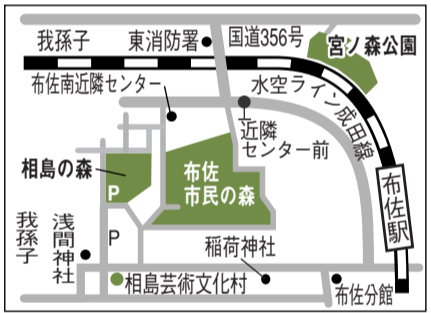 我孫子
東消防署
国道356号
宮ノ森公園
布佐南近隣センター
水空ライン成田線
近隣
センター前
相島の森
P
布佐
市民の森
布佐駅
P
我孫子
浅間神社
稲荷神社
相島芸術文化村
布佐分館